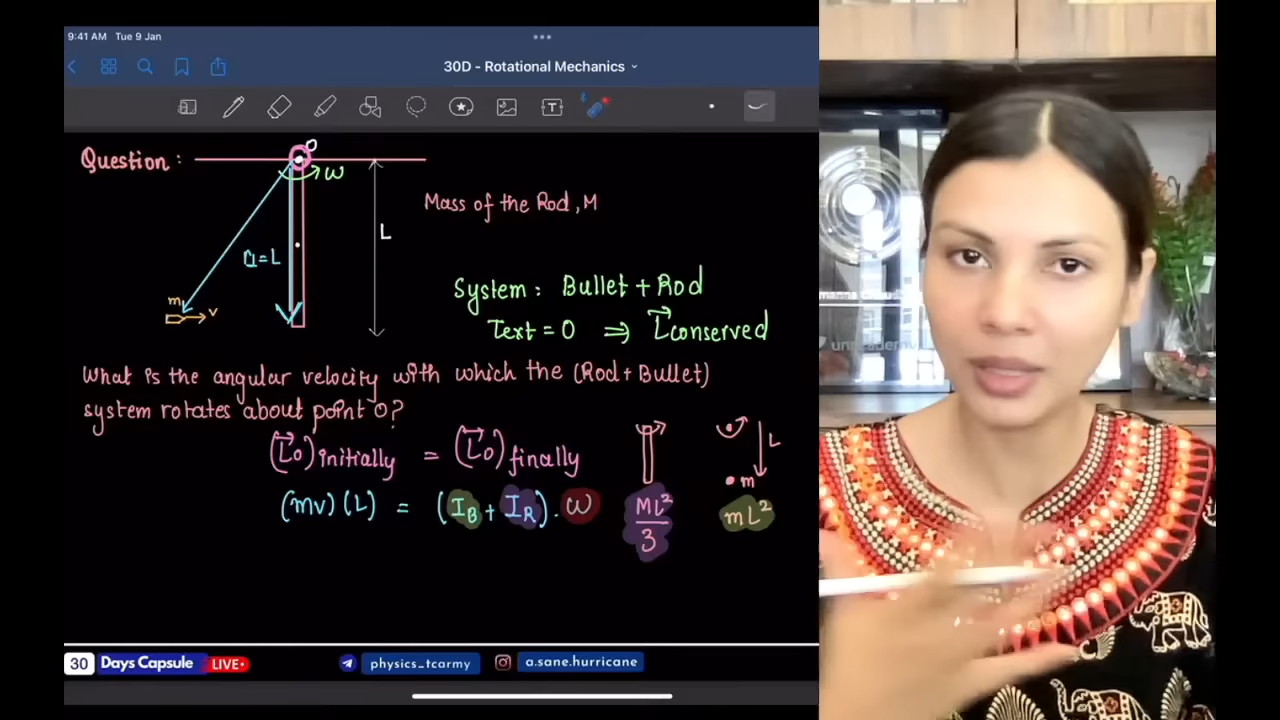 9:41 AM Tue 9 Jan
30D - Rotational Mechanics
Question :
O
ω
Mass of the Rod, M
L
r⊥=L
m
v
System : Bullet + Rod
τext = 0 ⇒ L⃗ conserved
What is the angular velocity with which the (Rod + Bullet)
system rotates about point O?
(L⃗o) initially = (L⃗o) finally
L
m
(mv) (L) = (I_B + I_R) . ω
ML²
3
mL²
30 Days Capsule LIVE
physics_tcarmy
a.sane.hurricane